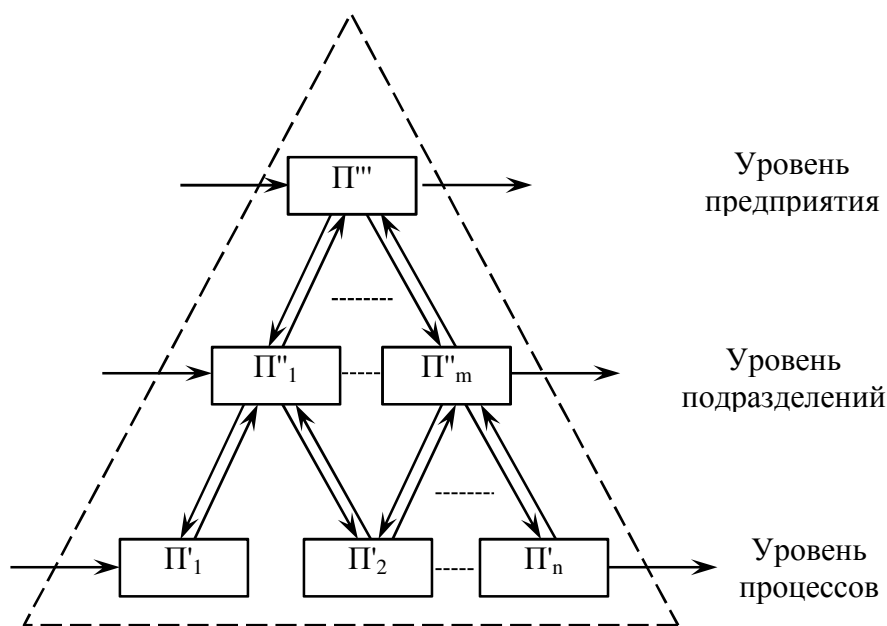 П'''
Уровень
предприятия
П''₁
П''ₘ
Уровень
подразделений
П'₁
П'₂
П'ₙ
Уровень
процессов